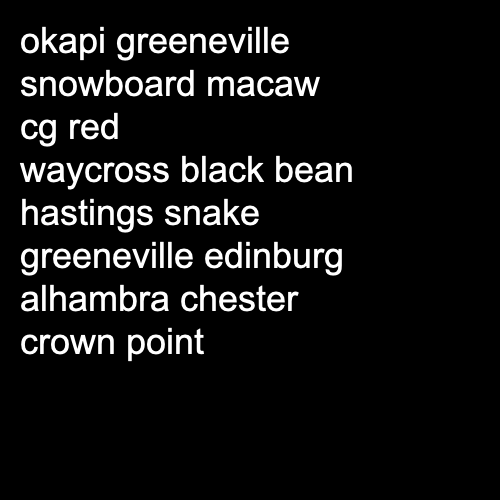 okapi greeneville
snowboard macaw
cg red
waycross black bean
hastings snake
greeneville edinburg
alhambra chester
crown point